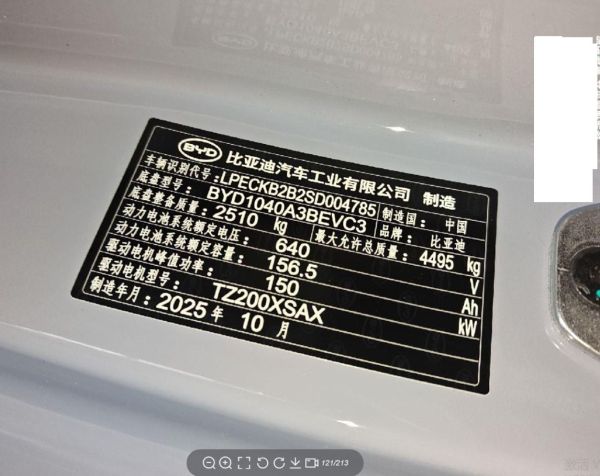 BYD 比亚迪汽车工业有限公司 制造
车辆识别代号: LPECKB2B2SD004785 制造国: 中国
底盘型号: BYD1040A3BEVC3 品牌: 比亚迪
底盘整备质量: 2510 kg 最大允许总质量: 4495 kg
动力电池系统额定电压: 640 V
动力电池系统额定容量: 156.5 Ah
驱动电机峰值功率: 150 kW
驱动电机型号: TZ200XSAX
制造年月: 2025年 10 月
121/213